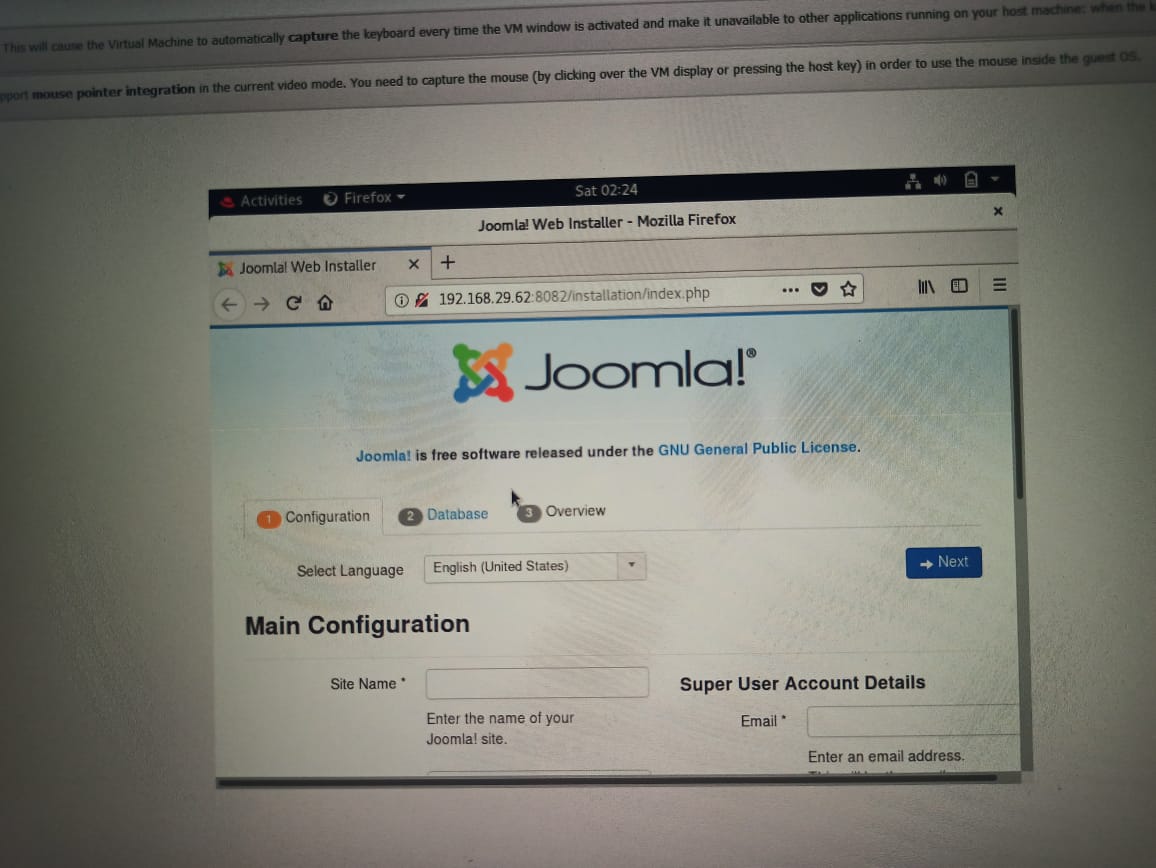 This will cause the Virtual Machine to automatically capture the keyboard every time the VM window is activated and make it unavailable to other applications running on your host machine: when the
mouse pointer integration in the current video mode. You need to capture the mouse (by clicking over the VM display or pressing the host key) in order to use the mouse inside the guest OS.
Activities Firefox Sat 02:24
Joomla! Web Installer - Mozilla Firefox
Joomla! Web Installer
192.168.29.62:8082/installation/index.php
Joomla!®
Joomla! is free software released under the GNU General Public License.
1 Configuration 2 Database 3 Overview
Select Language English (United States) Next
Main Configuration
Site Name * Super User Account Details
Enter the name of your Email *
Joomla! site.
Enter an email address.